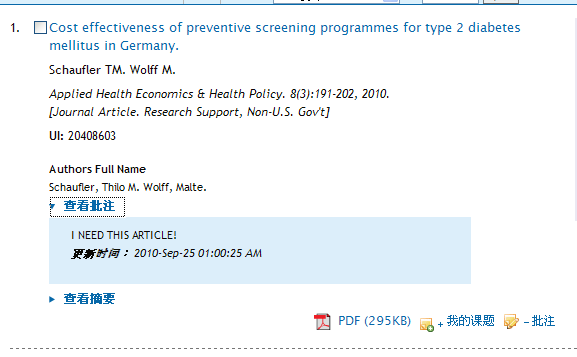 1. Cost effectiveness of preventive screening programmes for type 2 diabetes
mellitus in Germany.
Schaufler TM. Wolff M.
Applied Health Economics & Health Policy. 8(3):191-202, 2010.
[Journal Article. Research Support, Non-U.S. Gov't]
UI: 20408603
Authors Full Name
Schaufler, Thilo M. Wolff, Malte.
查看批注
I NEED THIS ARTICLE!
更新时间： 2010-Sep-25 01:00:25 AM
查看摘要
PDF (295KB) + 我的课题 - 批注